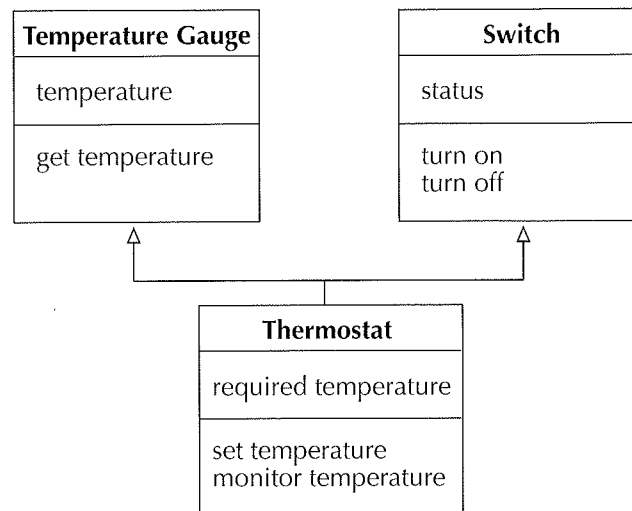 Temperature Gauge
temperature
get temperature
Switch
status
turn on
turn off
Thermostat
required temperature
set temperature
monitor temperature